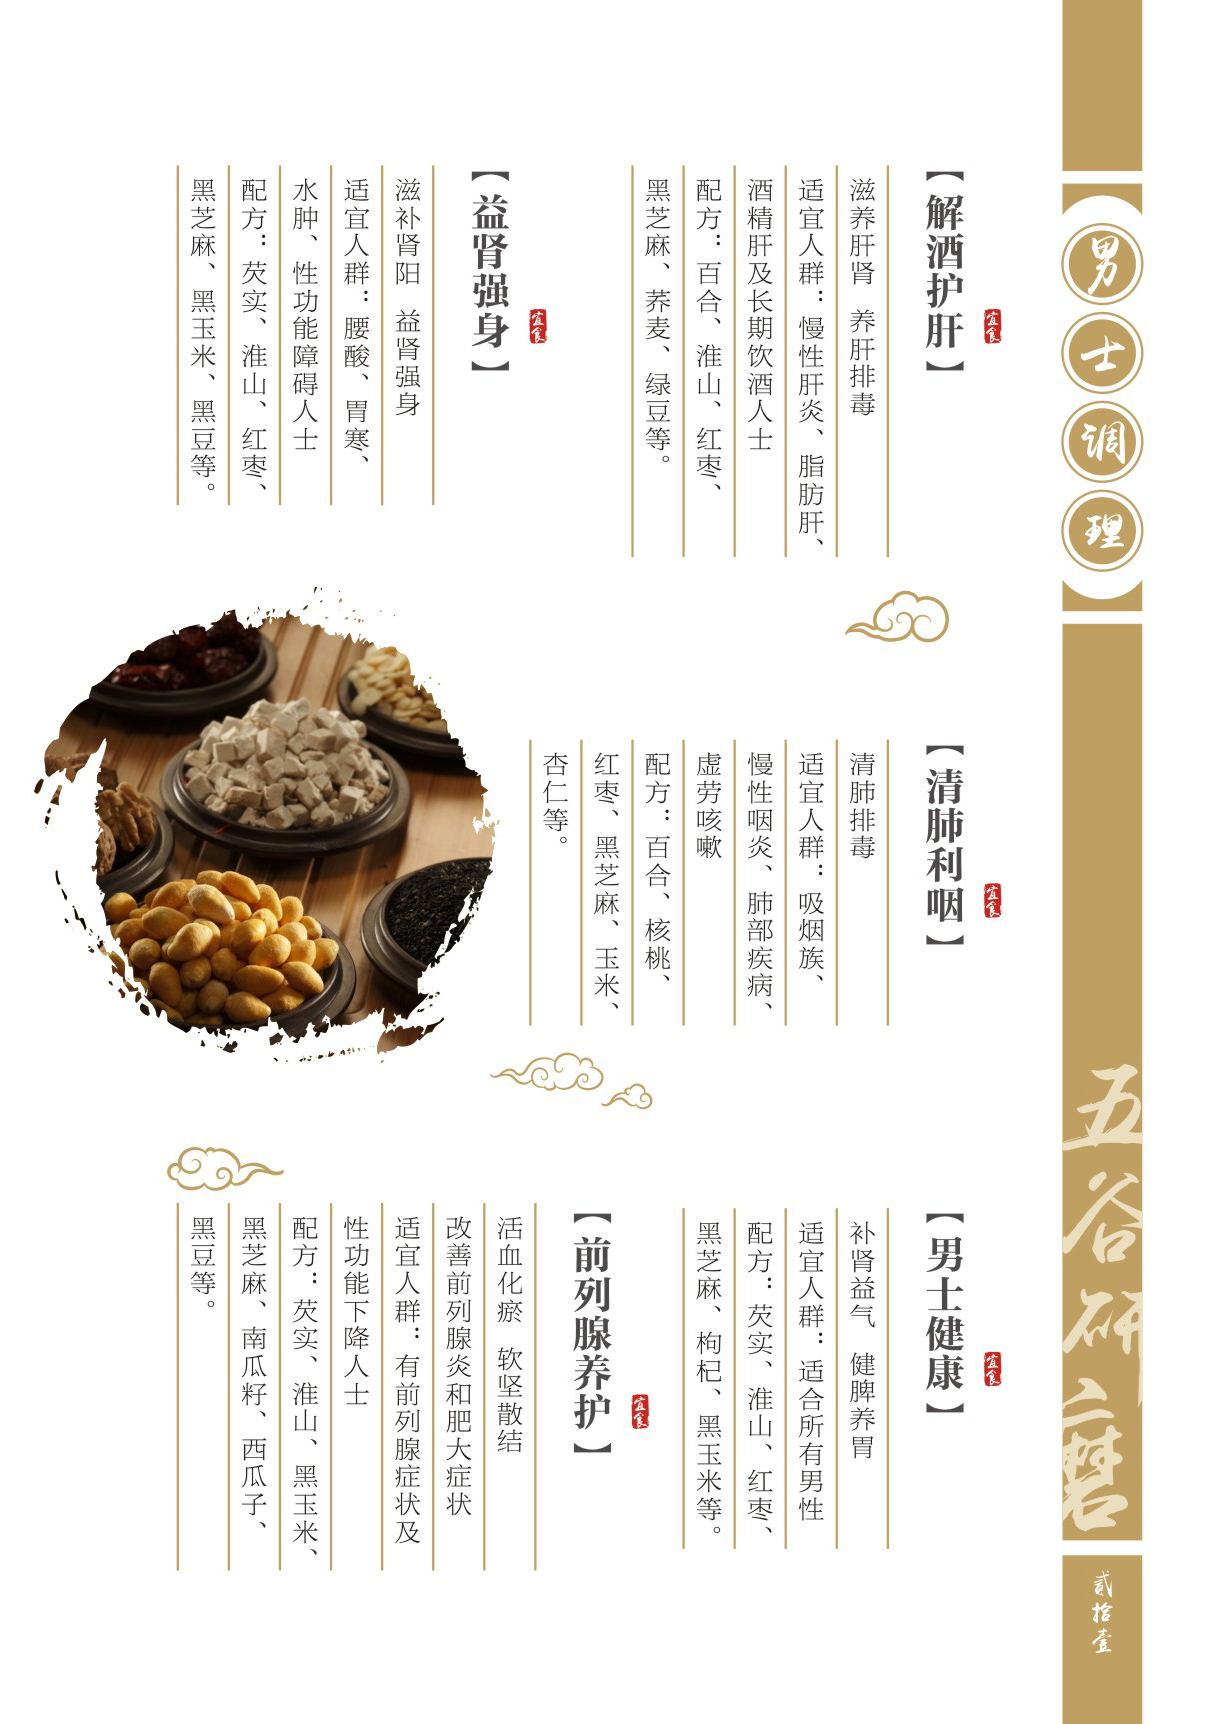 男士调理
五谷研磨
贰拾壹
【解酒护肝】
宜食
滋养肝肾 养肝排毒
适宜人群：慢性肝炎、脂肪肝、
酒精肝及长期饮酒人士
配方：百合、淮山、红枣、
黑芝麻、荞麦、绿豆等。
【益肾强身】
宜食
滋补肾阳 益肾强身
适宜人群：腰酸、胃寒、
水肿、性功能障碍人士
配方：芡实、淮山、红枣、
黑芝麻、黑玉米、黑豆等。
【清肺利咽】
宜食
清肺排毒
适宜人群：吸烟族、
慢性咽炎、肺部疾病、
虚劳咳嗽
配方：百合、核桃、
红枣、黑芝麻、玉米、
杏仁等。
【男士健康】
宜食
补肾益气 健脾养胃
适宜人群：适合所有男性
配方：芡实、淮山、红枣、
黑芝麻、枸杞、黑玉米等。
【前列腺养护】
宜食
活血化瘀 软坚散结
改善前列腺炎和肥大症状
适宜人群：有前列腺症状及
性功能下降人士
配方：芡实、淮山、黑玉米、
黑芝麻、南瓜籽、西瓜子、
黑豆等。